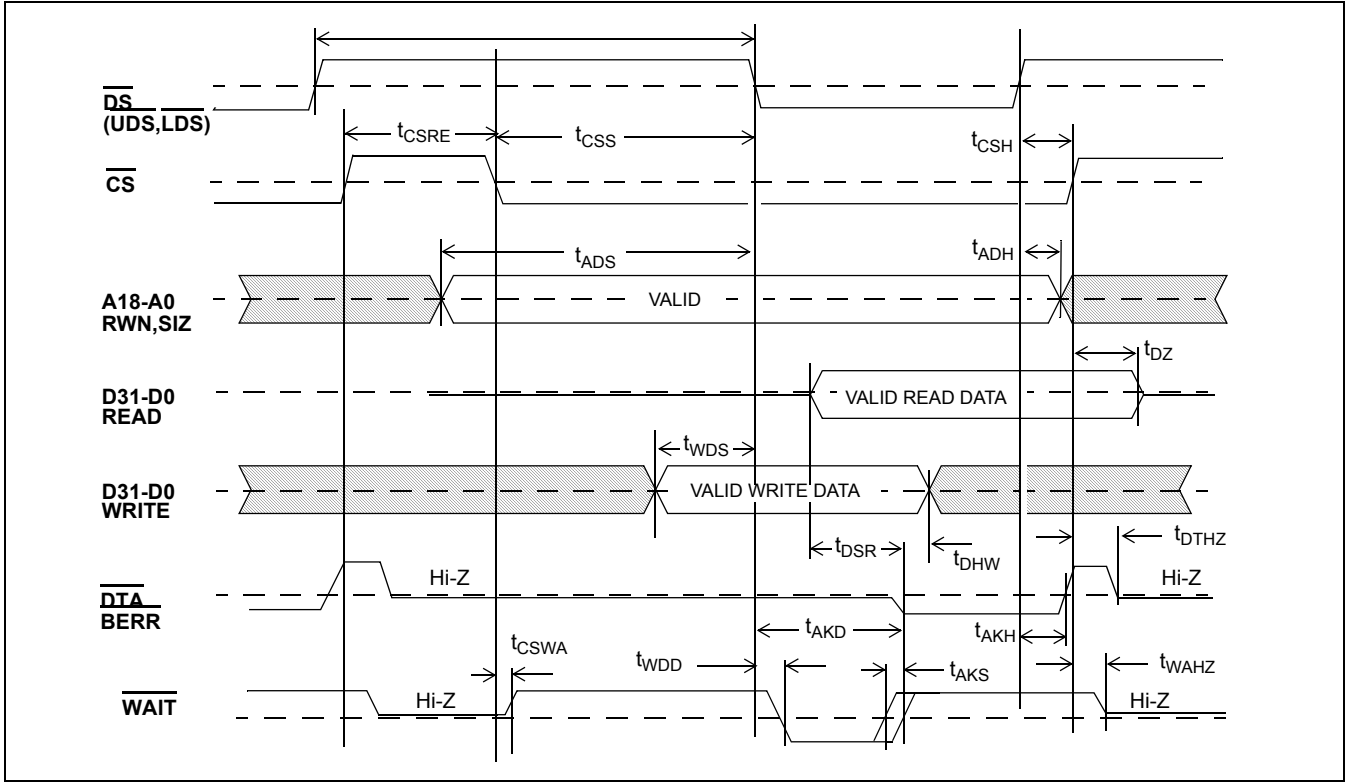 DS
(UDS,LDS)
tCSRE
tCSS
tCSH
CS
tADS
tADH
A18-A0
RWN,SIZ
VALID
tDZ
D31-D0
READ
VALID READ DATA
tWDS
D31-D0
WRITE
VALID WRITE DATA
tDSR
tDHW
tDTHZ
DTA
BERR
Hi-Z
Hi-Z
tAKD
tAKH
tCSWA
tWDD
tAKS
tWAHZ
WAIT
Hi-Z
Hi-Z